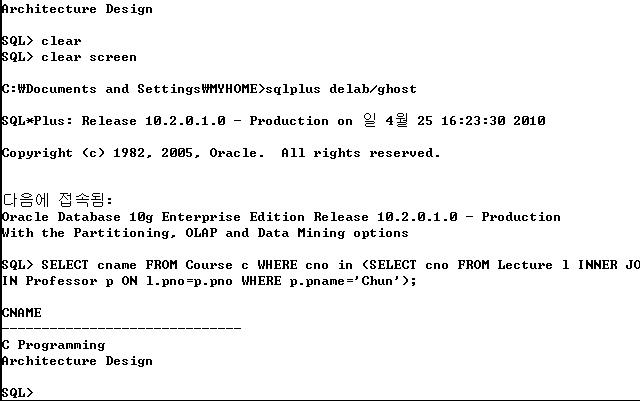 Architecture Design
SQL> clear
SQL> clear screen
C:₩Documents and Settings₩MYHOME>sqlplus delab/ghost
SQL*Plus: Release 10.2.0.1.0 - Production on 일 4월 25 16:23:30 2010
Copyright (c) 1982, 2005, Oracle.  All rights reserved.
다음에 접속됨:
Oracle Database 10g Enterprise Edition Release 10.2.0.1.0 - Production
With the Partitioning, OLAP and Data Mining options
SQL> SELECT cname FROM Course c WHERE cno in (SELECT cno FROM Lecture l INNER JO
IN Professor p ON l.pno=p.pno WHERE p.pname='Chun');
CNAME
------------------------------
C Programming
Architecture Design
SQL>